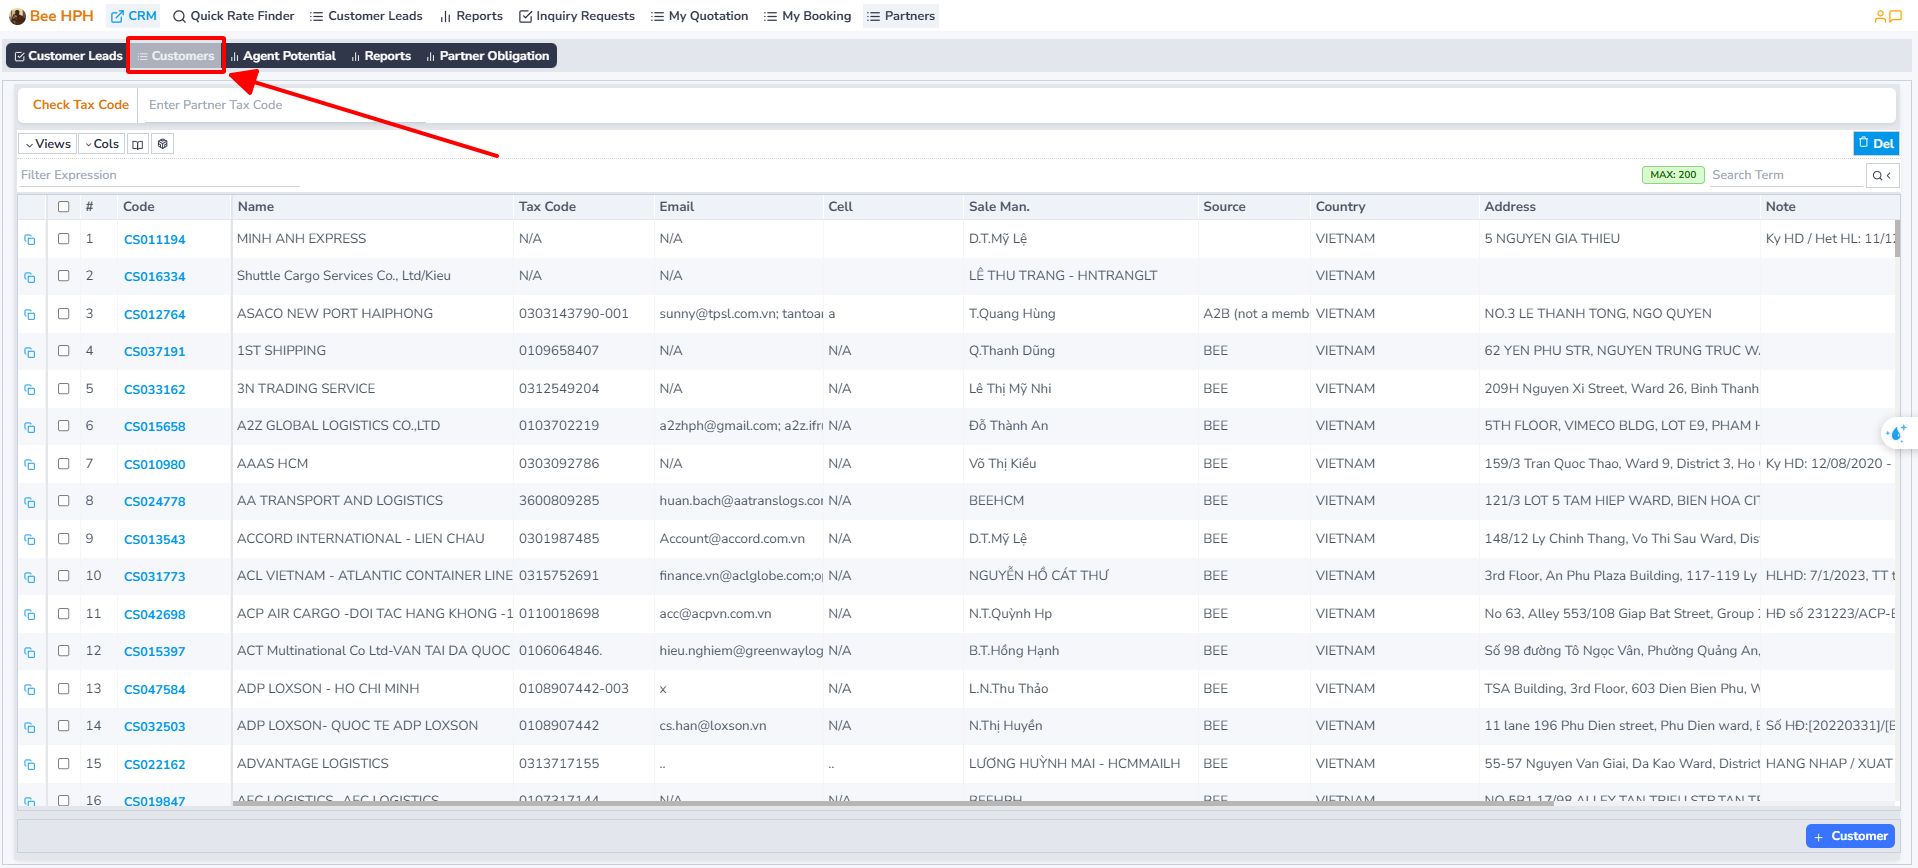 Bee HPH CRM Quick Rate Finder Customer Leads Reports Inquiry Requests My Quotation My Booking Partners
Customer Leads Customers Agent Potential Reports Partner Obligation
Check Tax Code Enter Partner Tax Code
Views Cols Del
Filter Expression MAX: 200 Search Term
# Code Name Tax Code Email Cell Sale Man. Source Country Address Note
1 CS011194 MINH ANH EXPRESS N/A N/A D.T.Mỹ Lệ VIETNAM 5 NGUYEN GIA THIEU Ky HD / Het HL: 11/12
2 CS016334 Shuttle Cargo Services Co., Ltd/Kieu N/A N/A LÊ THU TRANG - HNTRANGLT VIETNAM
3 CS012764 ASACO NEW PORT HAIPHONG 0303143790-001 sunny@tpsl.com.vn; tantoan a T.Quang Hùng A2B (not a memb VIETNAM NO.3 LE THANH TONG, NGO QUYEN
4 CS037191 1ST SHIPPING 0109658407 N/A N/A Q.Thanh Dũng BEE VIETNAM 62 YEN PHU STR, NGUYEN TRUNG TRUC WA
5 CS033162 3N TRADING SERVICE 0312549204 N/A N/A Lê Thị Mỹ Nhi BEE VIETNAM 209H Nguyen Xi Street, Ward 26, Binh Thanh
6 CS015658 A2Z GLOBAL LOGISTICS CO.,LTD 0103702219 a2zhph@gmail.com; a2z.ifr N/A Đỗ Thành An BEE VIETNAM 5TH FLOOR, VIMECO BLDG, LOT E9, PHAM H
7 CS010980 AAAS HCM 0303092786 N/A N/A Võ Thị Kiều BEE VIETNAM 159/3 Tran Quoc Thao, Ward 9, District 3, Ho Ky HD: 12/08/2020 -
8 CS024778 AA TRANSPORT AND LOGISTICS 3600809285 huan.bach@aatranslogs.co N/A BEEHCM BEE VIETNAM 121/3 LOT 5 TAM HIEP WARD, BIEN HOA CIT
9 CS013543 ACCORD INTERNATIONAL - LIEN CHAU 0301987485 Account@accord.com.vn N/A D.T.Mỹ Lệ BEE VIETNAM 148/12 Ly Chinh Thang, Vo Thi Sau Ward, Dis
10 CS031773 ACL VIETNAM - ATLANTIC CONTAINER LINE 0315752691 finance.vn@aclglobe.com;o N/A NGUYỄN HỒ CÁT THƯ BEE VIETNAM 3rd Floor, An Phu Plaza Building, 117-119 Ly HLHD: 7/1/2023, TT t
11 CS042698 ACP AIR CARGO -DOI TAC HANG KHONG -1 0110018698 acc@acpvn.com.vn N/A N.T.Quỳnh Hp BEE VIETNAM No 63, Alley 553/108 Giap Bat Street, Group HĐ số 231223/ACP-B
12 CS015397 ACT Multinational Co Ltd-VAN TAI DA QUOC 0106064846. hieu.nghiem@greenwaylog N/A B.T.Hồng Hạnh BEE VIETNAM Số 98 đường Tô Ngọc Vân, Phường Quảng An,
13 CS047584 ADP LOXSON - HO CHI MINH 0108907442-003 x N/A L.N.Thu Thảo BEE VIETNAM TSA Building, 3rd Floor, 603 Dien Bien Phu, W
14 CS032503 ADP LOXSON- QUOC TE ADP LOXSON 0108907442 cs.han@loxson.vn N/A N.Thị Huyền BEE VIETNAM 11 lane 196 Phu Dien street, Phu Dien ward, B Số HĐ:[20220331]/[B
15 CS022162 ADVANTAGE LOGISTICS 0313717155 .. .. LƯƠNG HUỲNH MAI - HCMMAILH BEE VIETNAM 55-57 Nguyen Van Giai, Da Kao Ward, District HANG NHAP / XUAT
16 CS019847 AEC LOGISTICS- AEC LOGISTICS 0107317144 N/A N/A BEEHPH BEE VIETNAM NO 5B1 17/98 ALLEY TAN TRIEU STR TAN TR
+ Customer